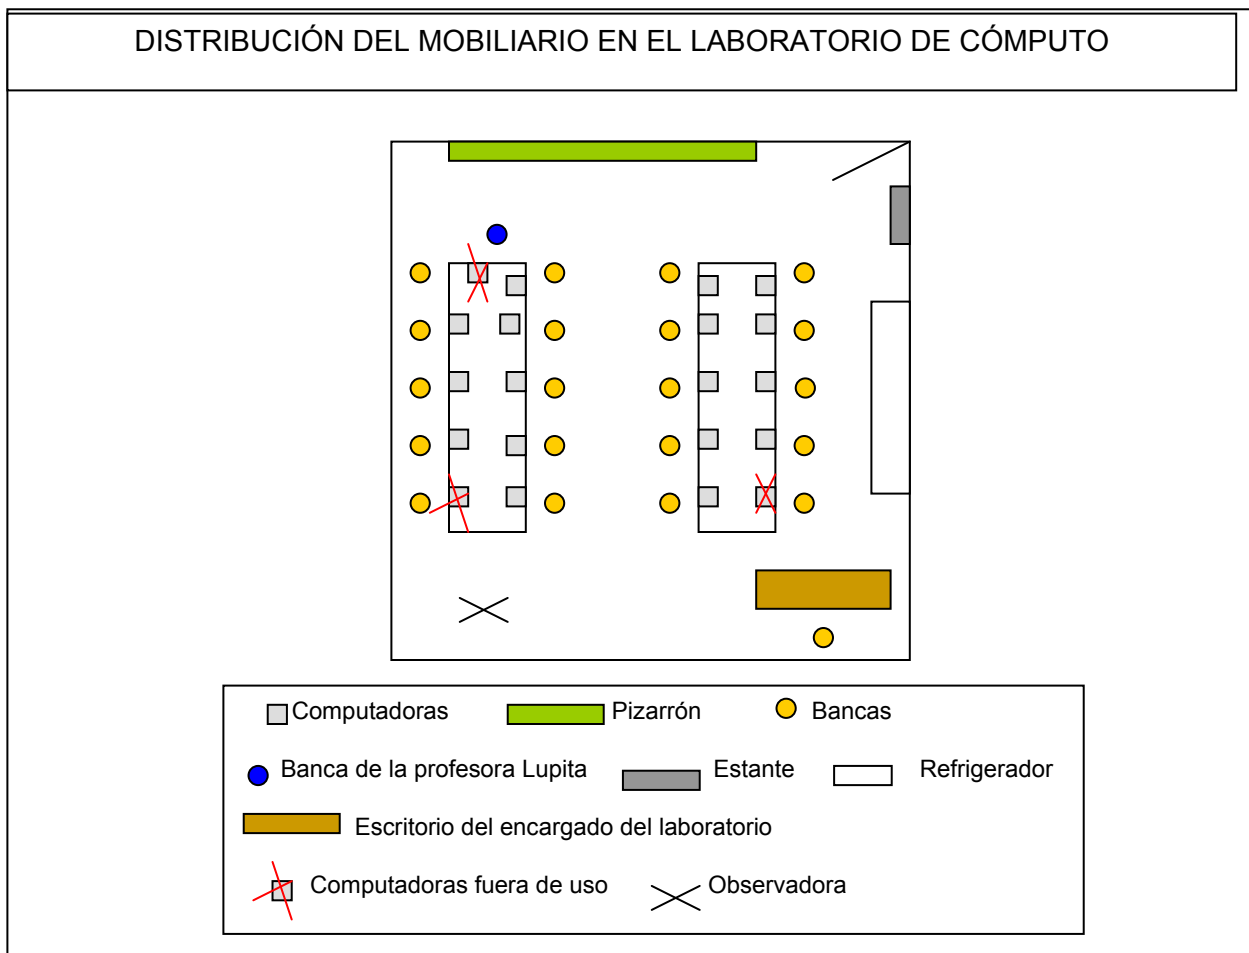 DISTRIBUCIÓN DEL MOBILIARIO EN EL LABORATORIO DE CÓMPUTO
Computadoras
Pizarrón
Bancas
Banca de la profesora Lupita
Estante
Refrigerador
Escritorio del encargado del laboratorio
Computadoras fuera de uso
Observadora